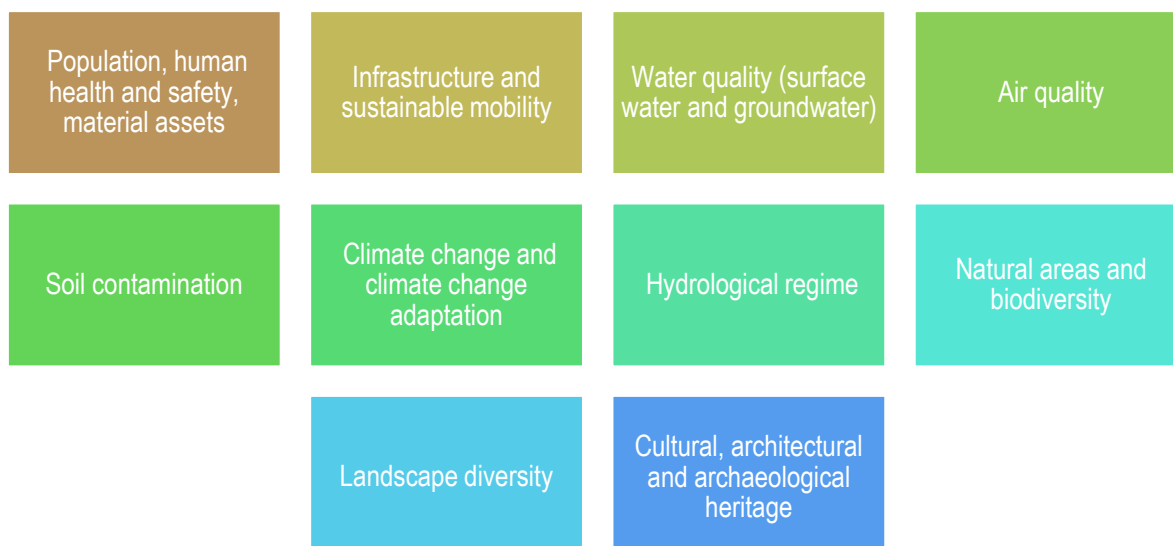 Population, human
health and safety,
material assets
Infrastructure and
sustainable mobility
Water quality (surface
water and groundwater)
Air quality
Soil contamination
Climate change and
climate change
adaptation
Hydrological regime
Natural areas and
biodiversity
Landscape diversity
Cultural, architectural
and archaeological
heritage